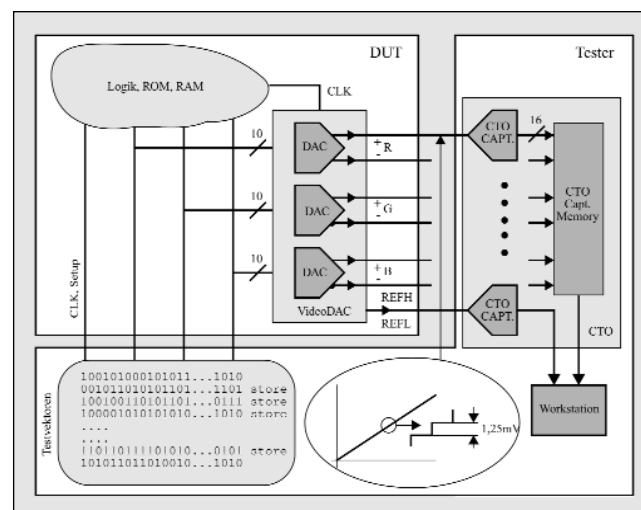 DUT
Tester
Logik, ROM, RAM
CLK
10
DAC
+
- R
CTO
CAPT.
16
10
DAC
+
- G
CTO
Capt.
Memory
10
DAC
+
- B
VideoDAC
REFH
REFL
CTO
CAPT.
CTO
CLK, Setup
Workstation
Testvektoren
100101000101011...1010
001011010101101...1101 store
100100110101101...0111 store
100001010101010...1010 store
....
....
110110111101010...0101 store
101011011010010...1010
1,25mV